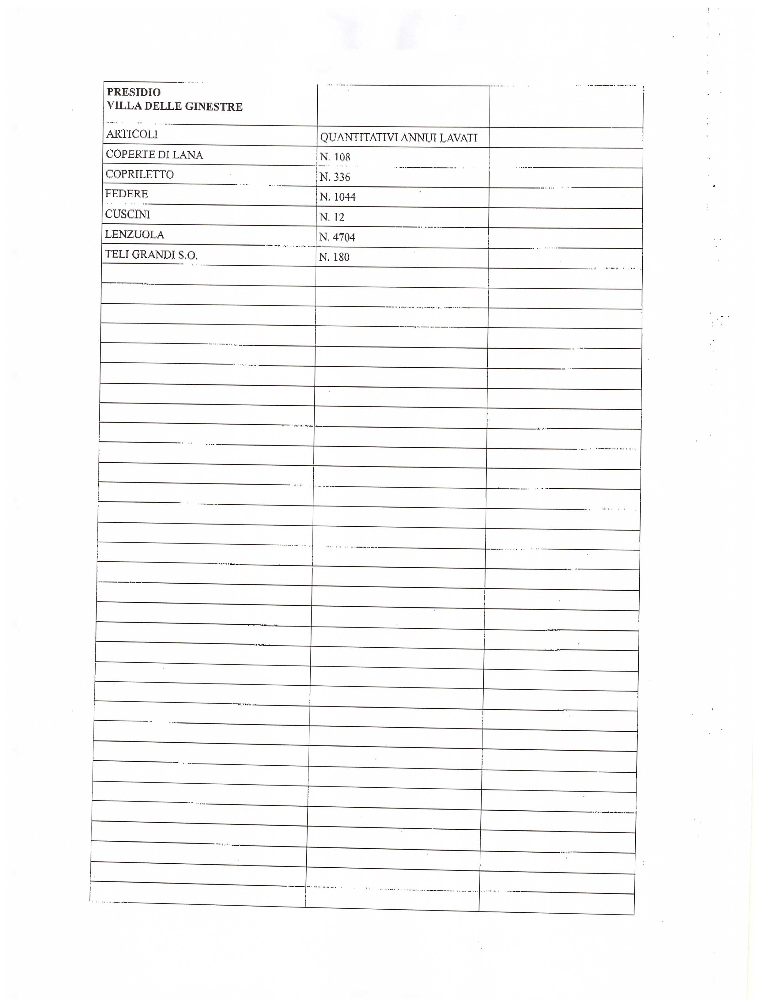 PRESIDIO
VILLA DELLE GINESTRE
ARTICOLI QUANTITATIVI ANNUI LAVATI
COPERTE DI LANA N. 108
COPRILETTO N. 336
FEDERE N. 1044
CUSCINI N. 12
LENZUOLA N. 4704
TELI GRANDI S.O. N. 180